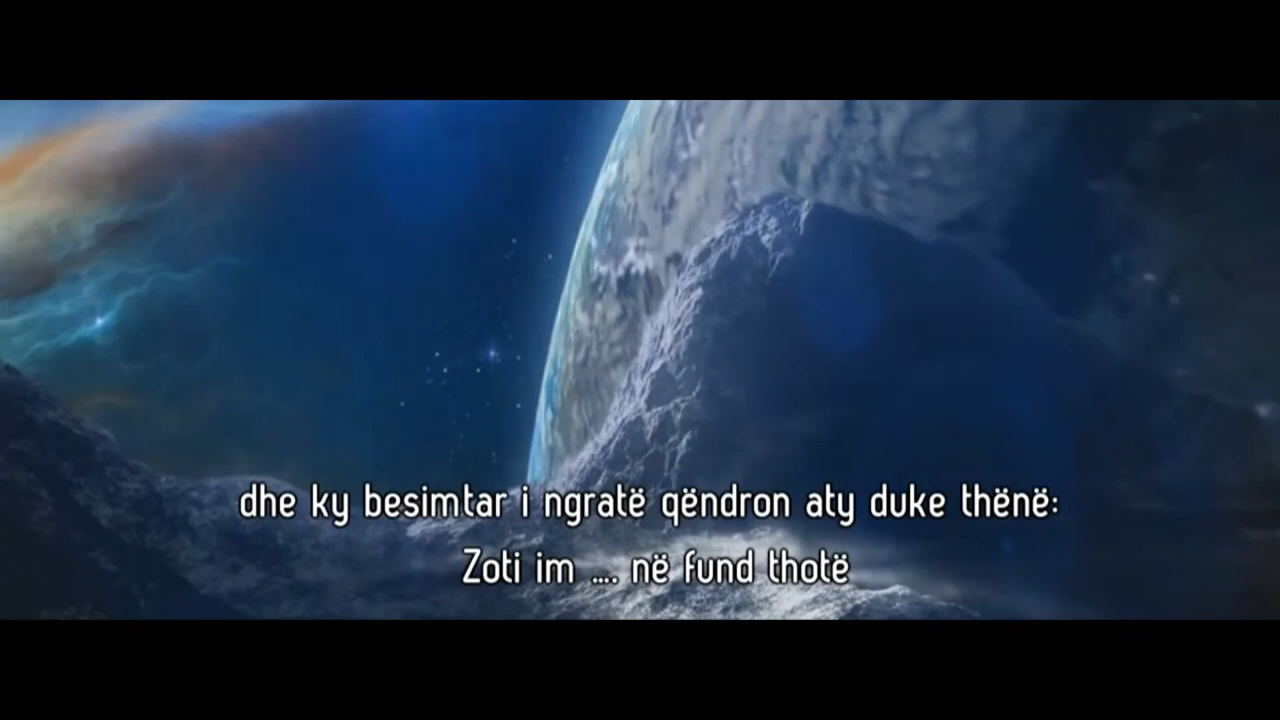 dhe ky besimtar i ngratë qëndron aty duke thënë:
Zoti im .... në fund thotë